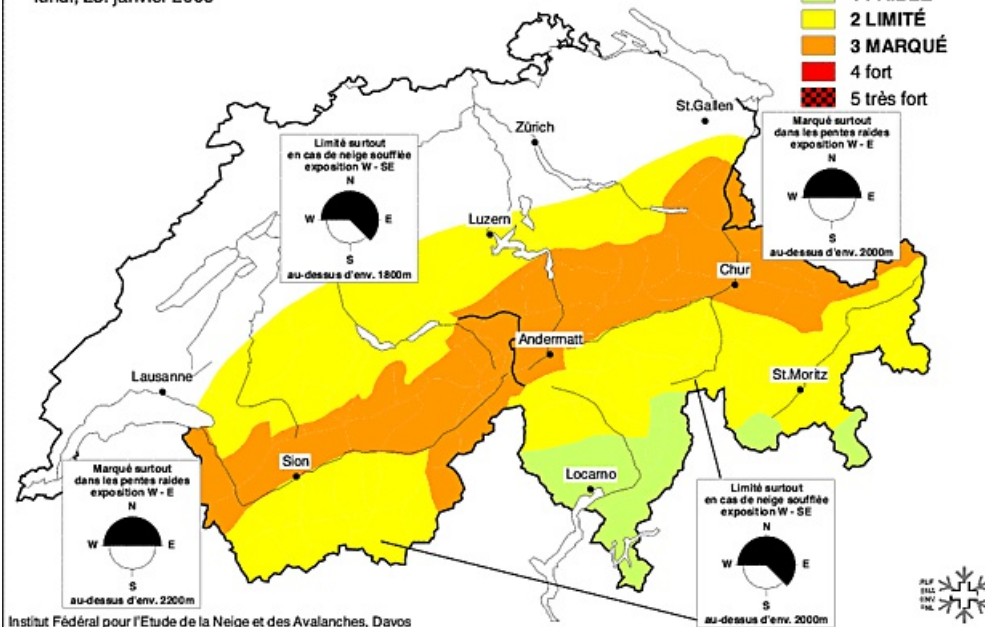 2 LIMITÉ
3 MARQUÉ
4 fort
5 très fort
St.Gallen
Zürich
Marqué surtout
dans les pentes raides
exposition W - E
N
W E
S
au-dessus d'env. 2000m
Limité surtout
en cas de neige soufflée
exposition W - SE
N
W E
S
au-dessus d'env. 1800m
Luzern
Chur
Andermatt
Lausanne
St.Moritz
Sion
Locarno
Marqué surtout
dans les pentes raides
exposition W - E
N
W E
S
au-dessus d'env. 2200m
Limité surtout
en cas de neige soufflée
exposition W - SE
N
W E
S
au-dessus d'env. 2000m
Institut Fédéral pour l'Etude de la Neige et des Avalanches, Davos